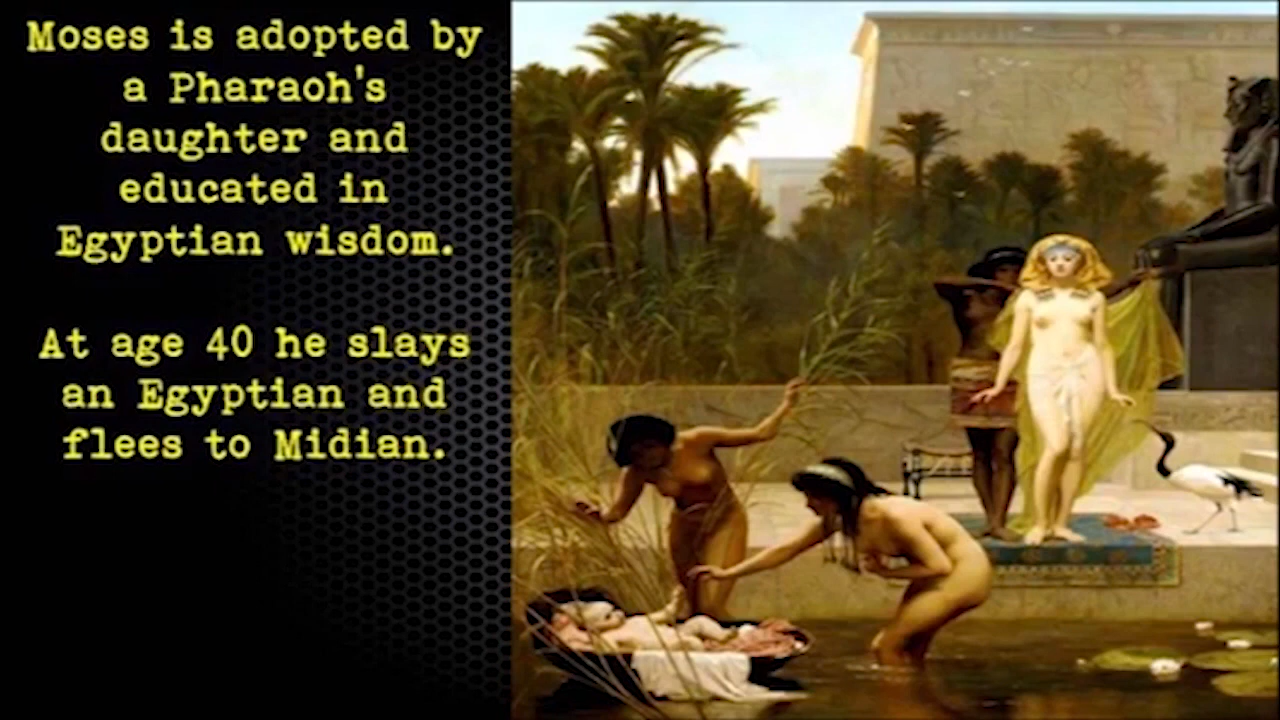 Moses is adopted by
a Pharaoh's
daughter and
educated in
Egyptian wisdom.
At age 40 he slays
an Egyptian and
flees to Midian.